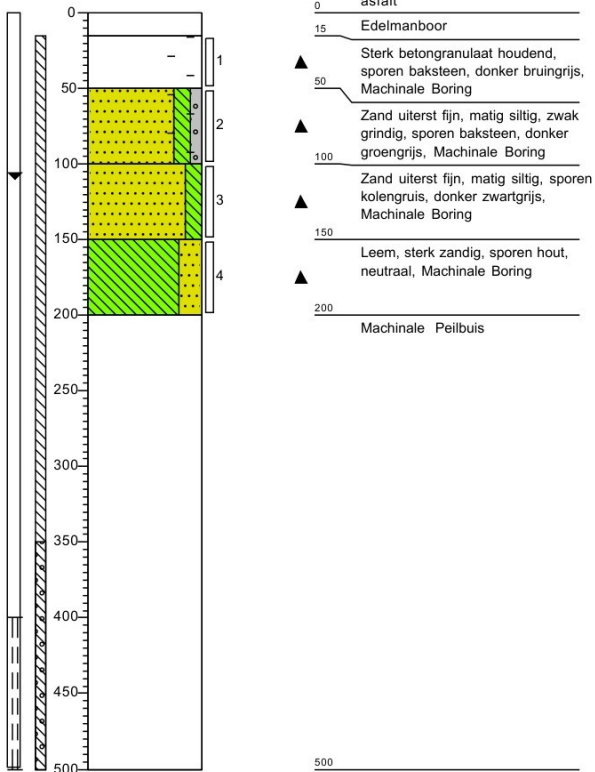 0
asfalt
15
Edelmanboor
Sterk betongranulaat houdend,
sporen baksteen, donker bruingrijs,
Machinale Boring
50
Zand uiterst fijn, matig siltig, zwak
grindig, sporen baksteen, donker
groengrijs, Machinale Boring
100
Zand uiterst fijn, matig siltig, sporen
kolengruis, donker zwartgrijs,
Machinale Boring
150
Leem, sterk zandig, sporen hout,
neutraal, Machinale Boring
200
Machinale Peilbuis
500
0
50
100
150
200
250
300
350
400
450
500
1
2
3
4